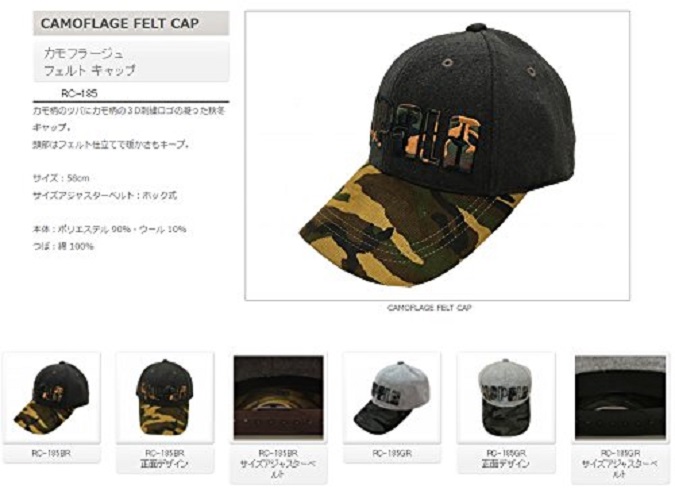 CAMOFLAGE FELT CAP
カモフラージュ
フェルト キャップ
RC-185
カモ柄のツバにカモ柄の3D刺繍ロゴの乗った秋冬
キャップ。
頭部はフェルト仕立てで暖かさもキープ。
サイズ：58cm
サイズアジャスターベルト：ホック式
本体：ポリエステル 90%・ウール 10%
つば：綿 100%
CAMOFLAGE FELT CAP
RC-185BR
RC-185BR
正面デザイン
RC-185BR
サイズアジャスターベ
ルト
RC-185GR
RC-185GR
正面デザイン
RC-185GR
サイズアジャスターベ
ルト